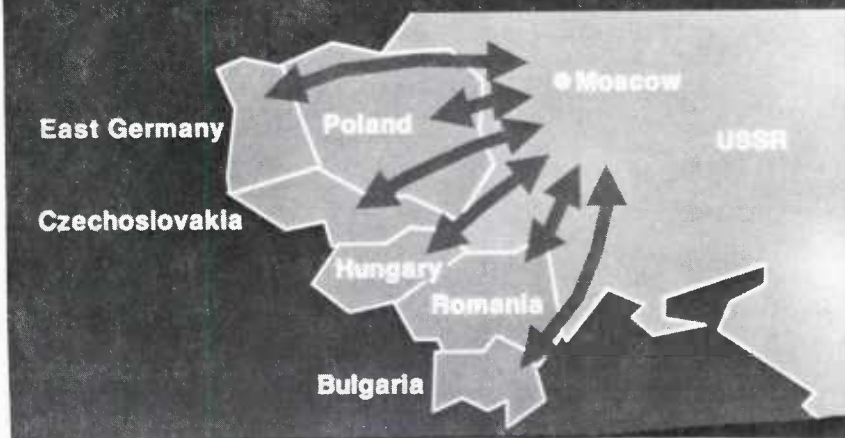 Moacow
East Germany
Poland
USSR
Czechoslovakia
Hungary
Romania
Bulgaria